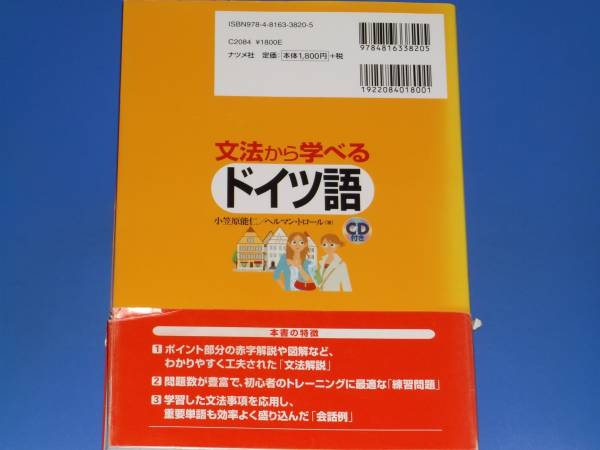 ISBN978-4-8163-3820-5
C2084 ¥1800E
ナツメ社 定価：本体1,800円+税
9784816338205
1922084018001
文法から学べる
ドイツ語
小笠原能仁／ヘルマン・トロール〈著〉
CD
付き
本書の特徴
1 ポイント部分の赤字解説や図解など、
わかりやすく工夫された「文法解説」
2 問題数が豊富で、初心者のトレーニングに最適な「練習問題」
3 学習した文法事項を応用し、
重要単語も効率よく盛り込んだ「会話例」